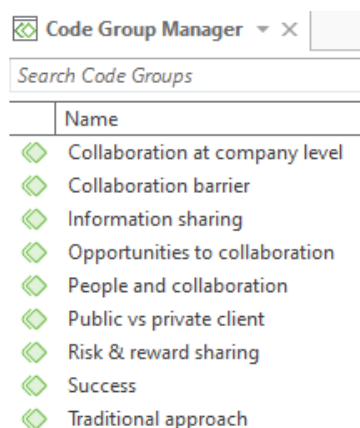 Code Group Manager
Search Code Groups
Name
Collaboration at company level
Collaboration barrier
Information sharing
Opportunities to collaboration
People and collaboration
Public vs private client
Risk & reward sharing
Success
Traditional approach